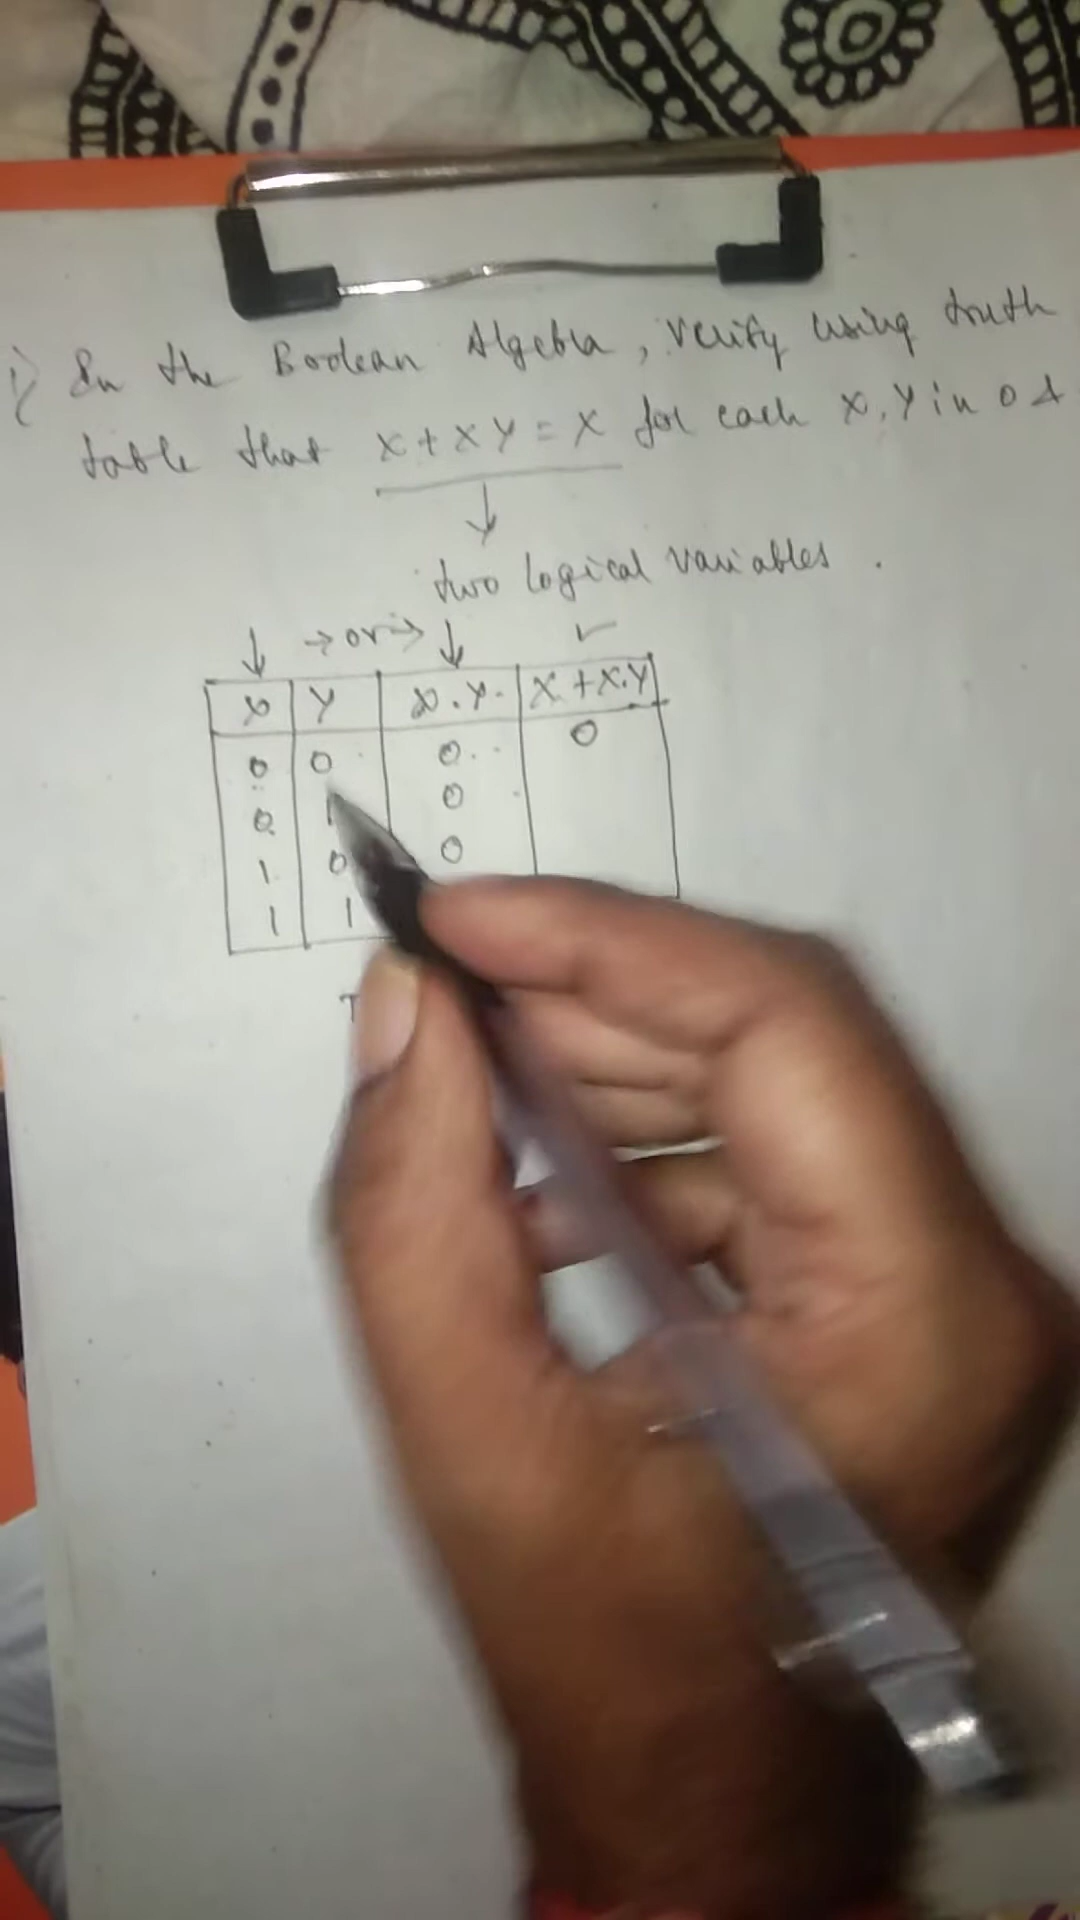 1) In the Boolean Algebra, verify using truth
table that X + X Y = X for each X, Y in 0 &
↓
two logical variables .
↓ → or → ↓ ✓
X Y X . Y . X + X.Y
0 0 0 0
0 1 0
1 0 0
1 1
T